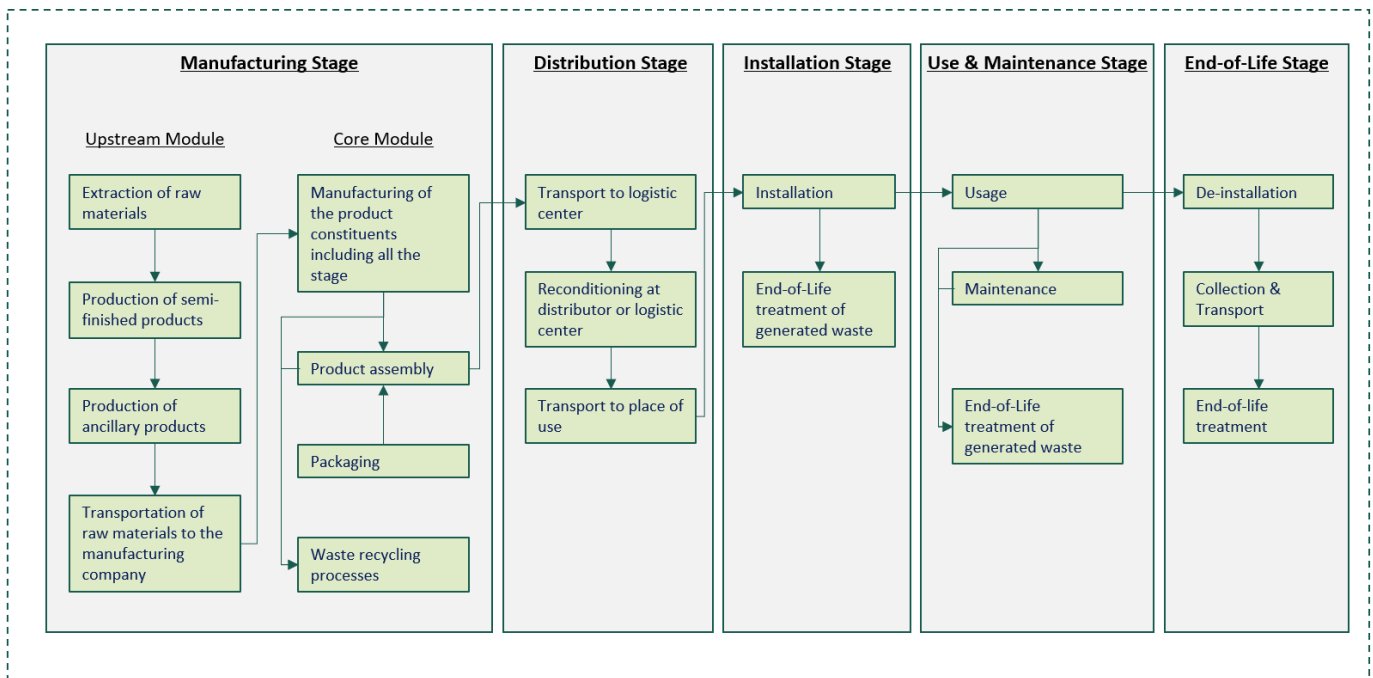 Manufacturing Stage
Upstream Module
Extraction of raw
materials
Production of semi-
finished products
Production of
ancillary products
Transportation of
raw materials to the
manufacturing
company
Core Module
Manufacturing of
the product
constituents
including all the
stage
Product assembly
Packaging
Waste recycling
processes
Distribution Stage
Transport to logistic
center
Reconditioning at
distributor or logistic
center
Transport to place of
use
Installation Stage
Installation
End-of-Life
treatment of
generated waste
Use & Maintenance Stage
Usage
Maintenance
End-of-Life
treatment of
generated waste
End-of-Life Stage
De-installation
Collection &
Transport
End-of-life
treatment